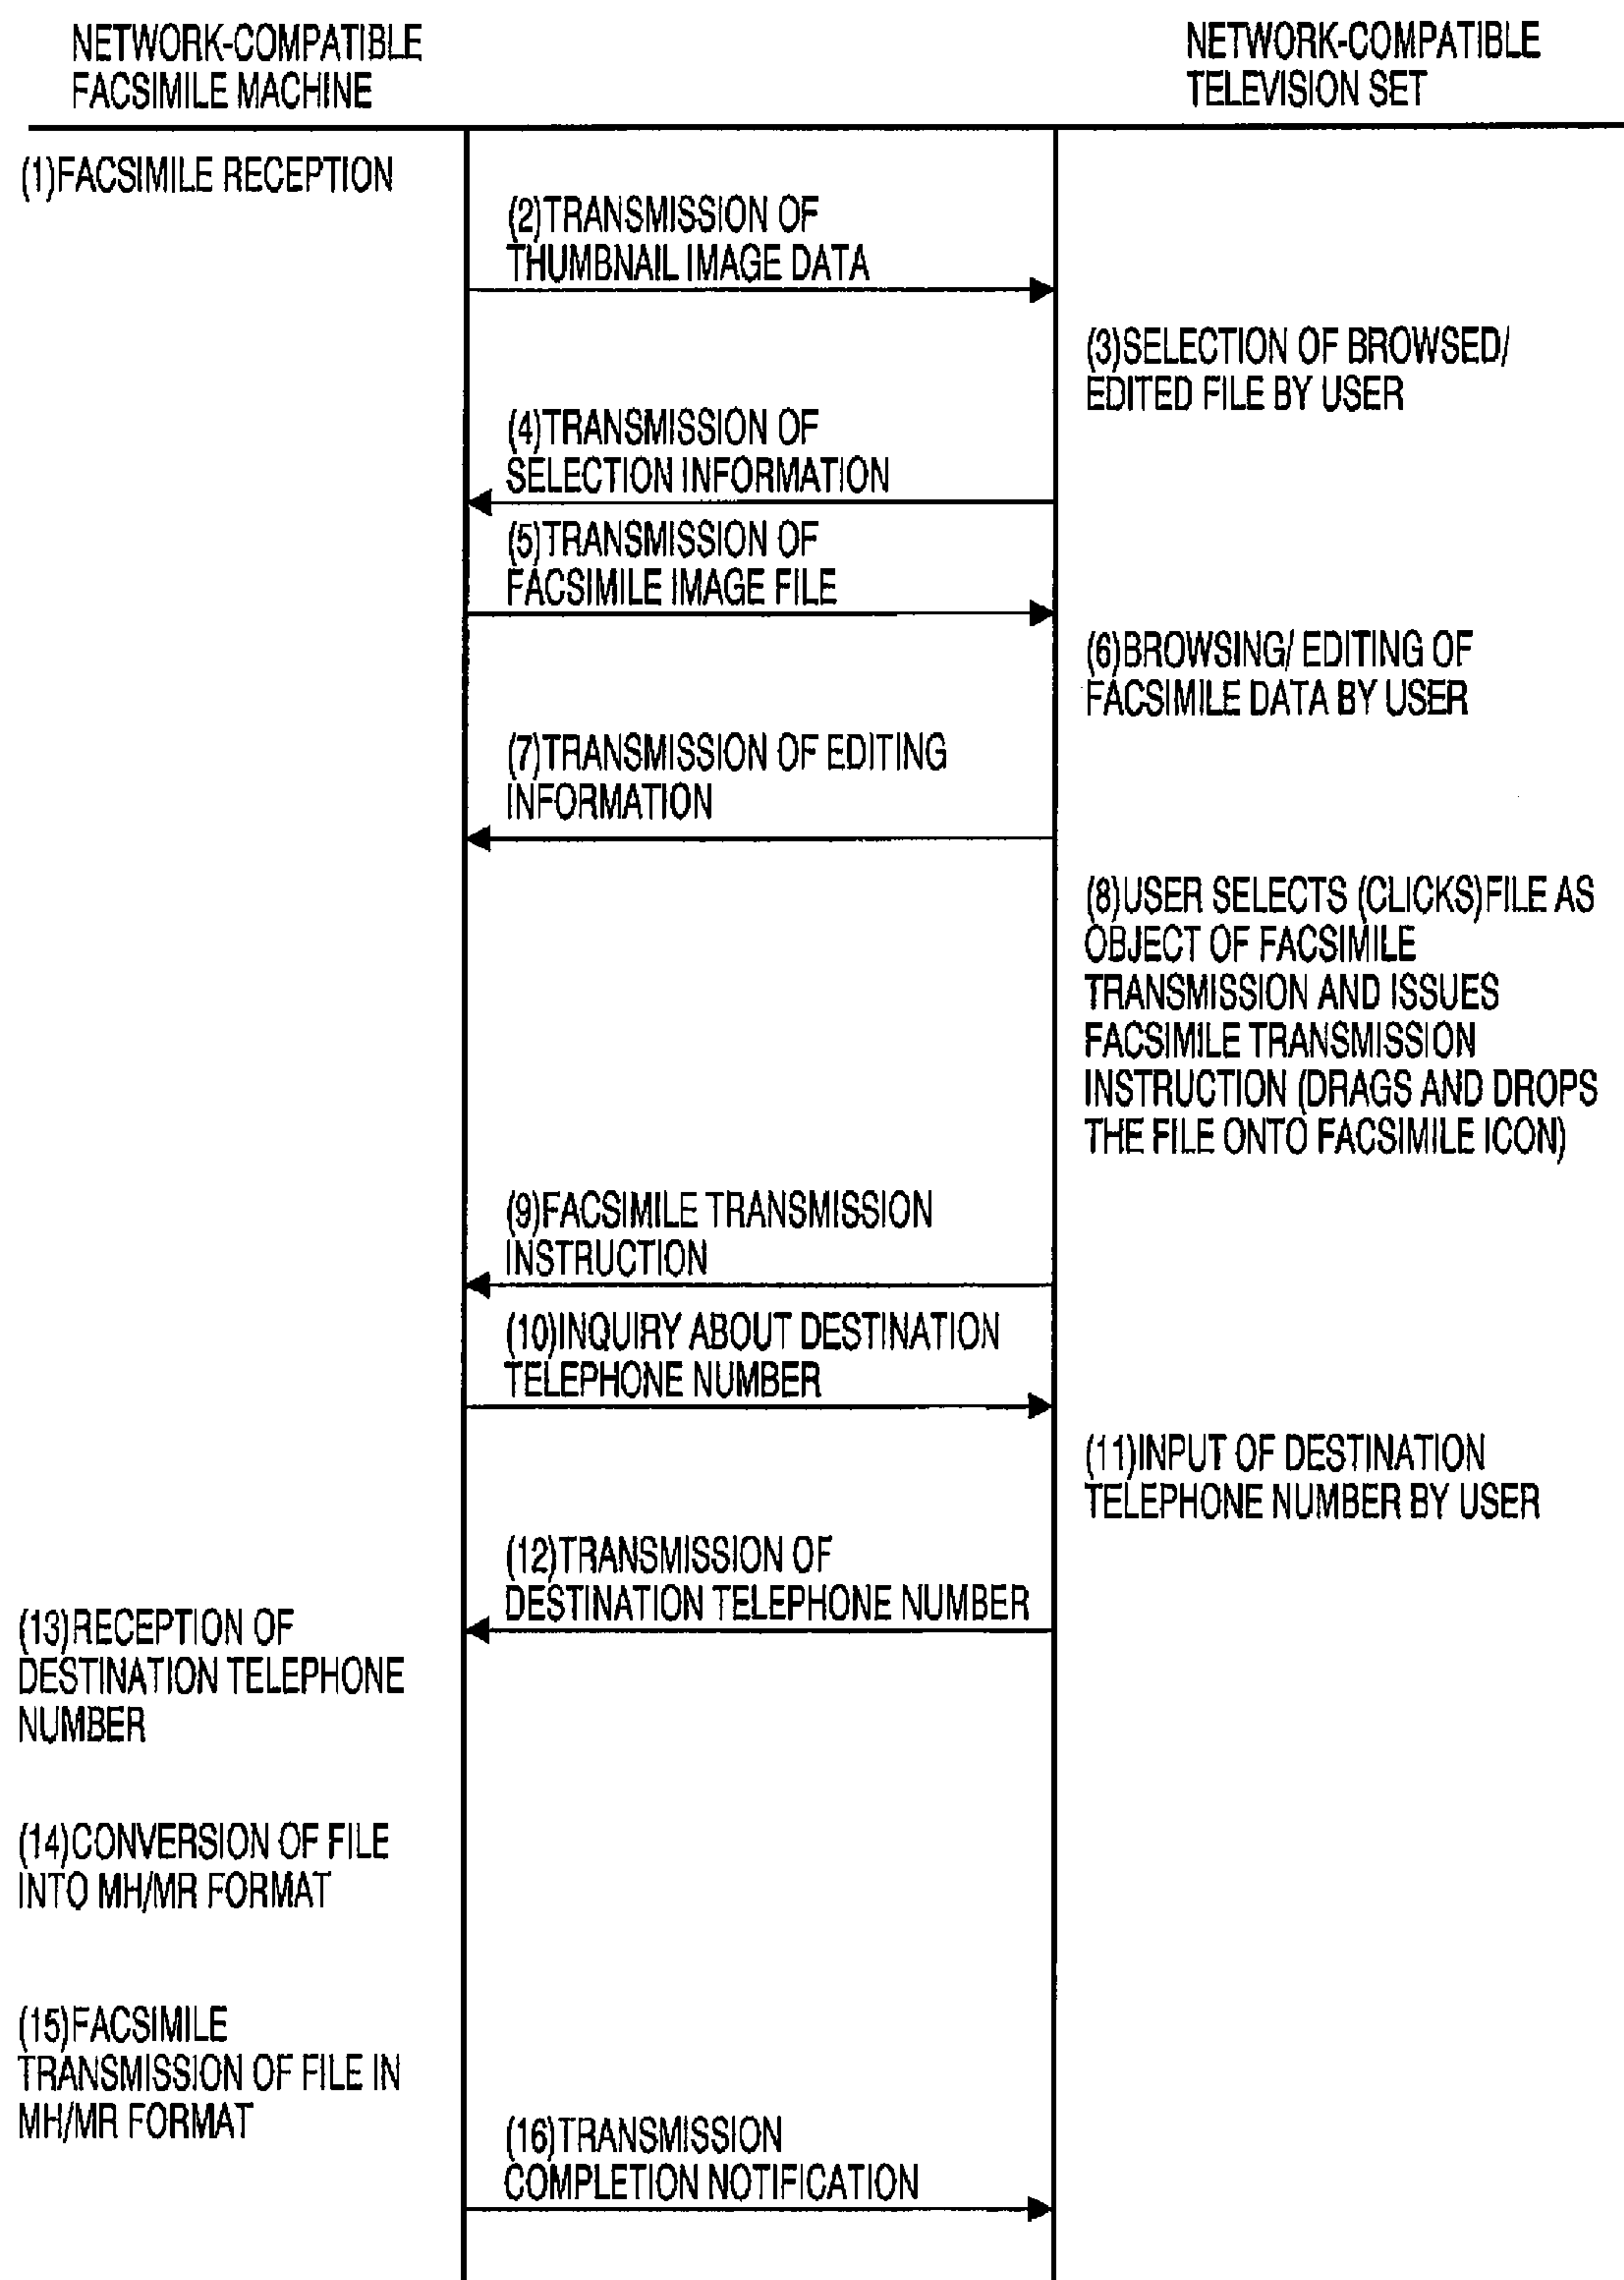 NETWORK-COMPATIBLE
FACSIMILE MACHINE
NETWORK-COMPATIBLE
TELEVISION SET
(1)FACSIMILE RECEPTION
(2)TRANSMISSION OF
THUMBNAIL IMAGE DATA
(3)SELECTION OF BROWSED/
EDITED FILE BY USER
(4)TRANSMISSION OF
SELECTION INFORMATION
(5)TRANSMISSION OF
FACSIMILE IMAGE FILE
(6)BROWSING/ EDITING OF
FACSIMILE DATA BY USER
(7)TRANSMISSION OF EDITING
INFORMATION
(8)USER SELECTS (CLICKS)FILE AS
OBJECT OF FACSIMILE
TRANSMISSION AND ISSUES
FACSIMILE TRANSMISSION
INSTRUCTION (DRAGS AND DROPS
THE FILE ONTO FACSIMILE ICON)
(9)FACSIMILE TRANSMISSION
INSTRUCTION
(10)INQUIRY ABOUT DESTINATION
TELEPHONE NUMBER
(11)INPUT OF DESTINATION
TELEPHONE NUMBER BY USER
(12)TRANSMISSION OF
DESTINATION TELEPHONE NUMBER
(13)RECEPTION OF
DESTINATION TELEPHONE
NUMBER
(14)CONVERSION OF FILE
INTO MH/MR FORMAT
(15)FACSIMILE
TRANSMISSION OF FILE IN
MH/MR FORMAT
(16)TRANSMISSION
COMPLETION NOTIFICATION